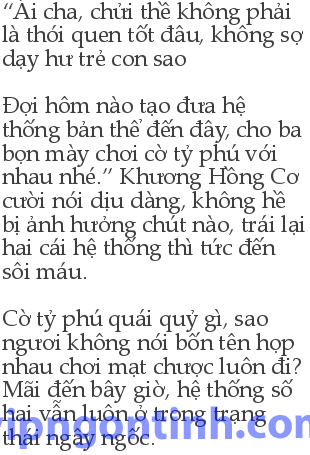 “Ái cha, chửi thề không phải
là thói quen tốt đâu, không sợ
dạy hư trẻ con sao
Đợi hôm nào tạo đưa hệ
thống bản thể đến đây, cho ba
bọn mày chơi cờ tỷ phú với
nhau nhé.” Khương Hồng Cơ
cười nói dịu dàng, không hề
bị ảnh hưởng chút nào, trái lại
hai cái hệ thống thì tức đến
sôi máu.
Cờ tỷ phú quái quỷ gì, sao
ngươi không nói bốn tên họp
nhau chơi mạt chược luôn đi?
Mãi đến bây giờ, hệ thống số
hai vẫn luôn ở trong trạng
thái ngây ngốc.
vipngontinh.com